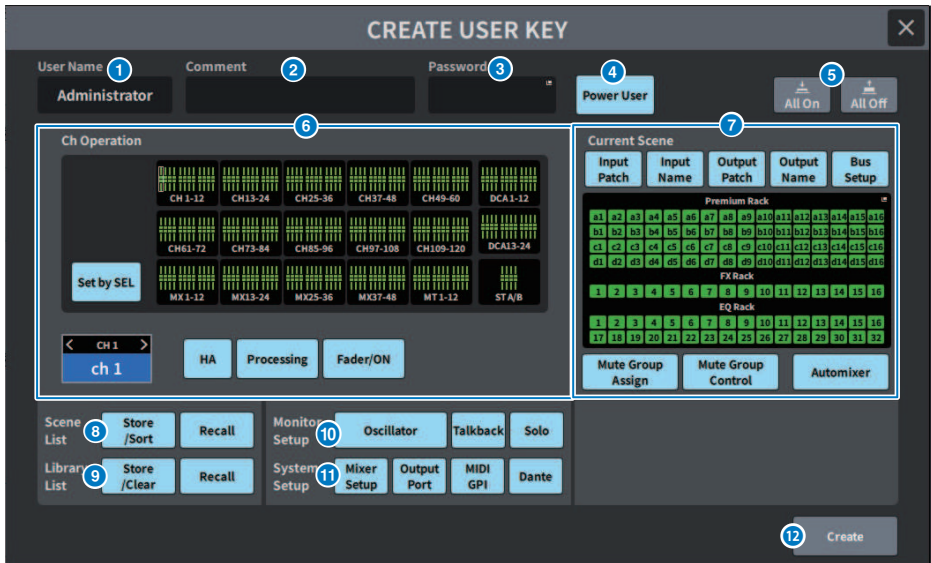 CREATE USER KEY
User Name 1
Comment 2
Password 3
4
5
Administrator
Power User
All On
All Off
6
7
Ch Operation
CH 1-12
CH13-24
CH25-36
CH37-48
CH49-60
DCA1-12
CH61-72
CH73-84
CH85-96
CH97-108
CH109-120
DCA13-24
Set by SEL
MX1-12
MX13-24
MX25-36
MX37-48
MT1-12
ST A/B
< CH 1 >
ch 1
HA
Processing
Fader/ON
Current Scene
Input
Patch
Input
Name
Output
Patch
Output
Name
Bus
Setup
Premium Rack
a1 a2 a3 a4 a5 a6 a7 a8 a9 a10 a11 a12 a13 a14 a15 a16
b1 b2 b3 b4 b5 b6 b7 b8 b9 b10 b11 b12 b13 b14 b15 b16
c1 c2 c3 c4 c5 c6 c7 c8 c9 c10 c11 c12 c13 c14 c15 c16
d1 d2 d3 d4 d5 d6 d7 d8 d9 d10 d11 d12 d13 d14 d15 d16
FX Rack
1 2 3 4 5 6 7 8 9 10 11 12 13 14 15 16
EQ Rack
1 2 3 4 5 6 7 8 9 10 11 12 13 14 15 16
17 18 19 20 21 22 23 24 25 26 27 28 29 30 31 32
Mute Group
Assign
Mute Group
Control
Automixer
Scene
List
8
Store
/Sort
Recall
Monitor
Setup
10
Oscillator
Talkback
Solo
Library
List
9
Store
/Clear
Recall
System
Setup
11
Mixer
Setup
Output
Port
MIDI
GPI
Dante
12
Create